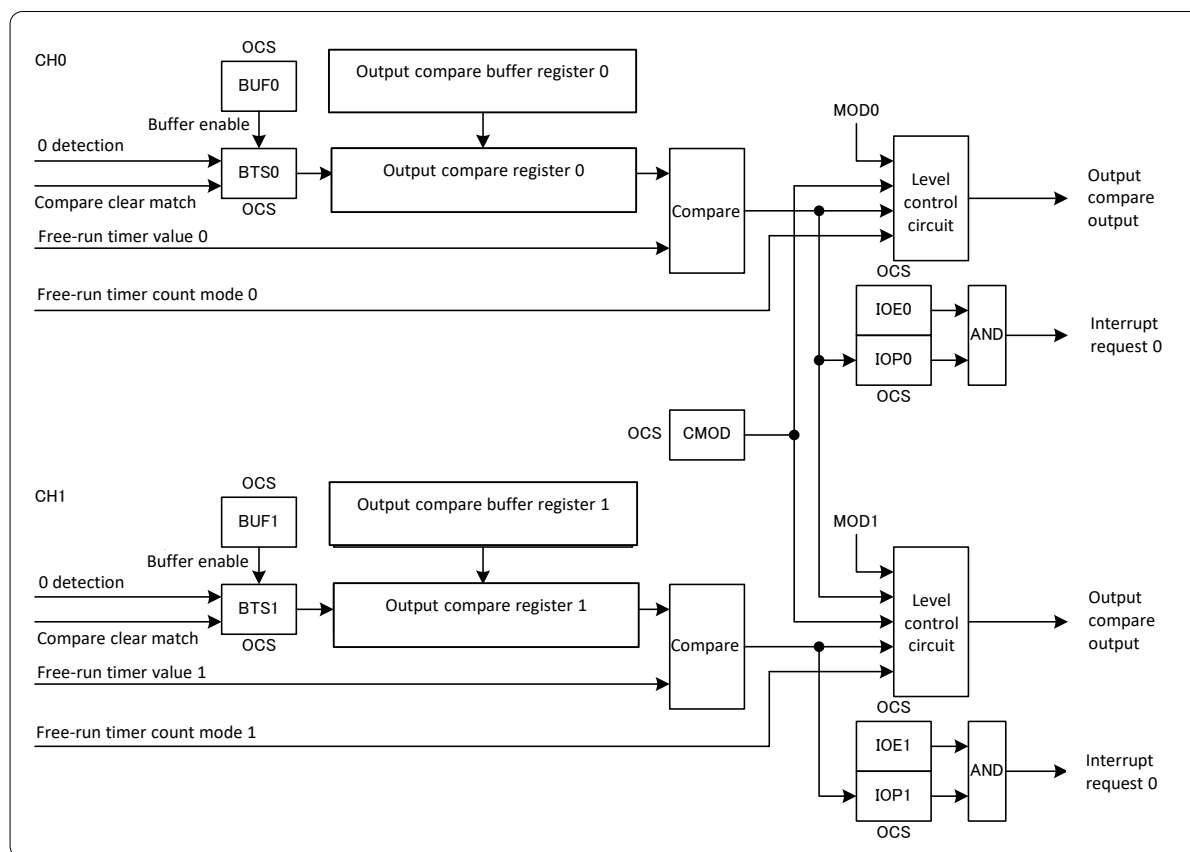 OCS
CH0
BUF0
Output compare buffer register 0
Buffer enable
MOD0
0 detection
BTS0
Output compare register 0
Compare clear match
OCS
Level
control
circuit
Output
compare
output
Compare
Free-run timer value 0
OCS
Free-run timer count mode 0
IOE0
AND
Interrupt
request 0
IOP0
OCS
OCS
CMOD
OCS
CH1
BUF1
Output compare buffer register 1
Buffer enable
MOD1
0 detection
BTS1
Output compare register 1
Compare clear match
OCS
Level
control
circuit
Output
compare
output
Compare
Free-run timer value 1
OCS
Free-run timer count mode 1
IOE1
AND
Interrupt
request 0
IOP1
OCS